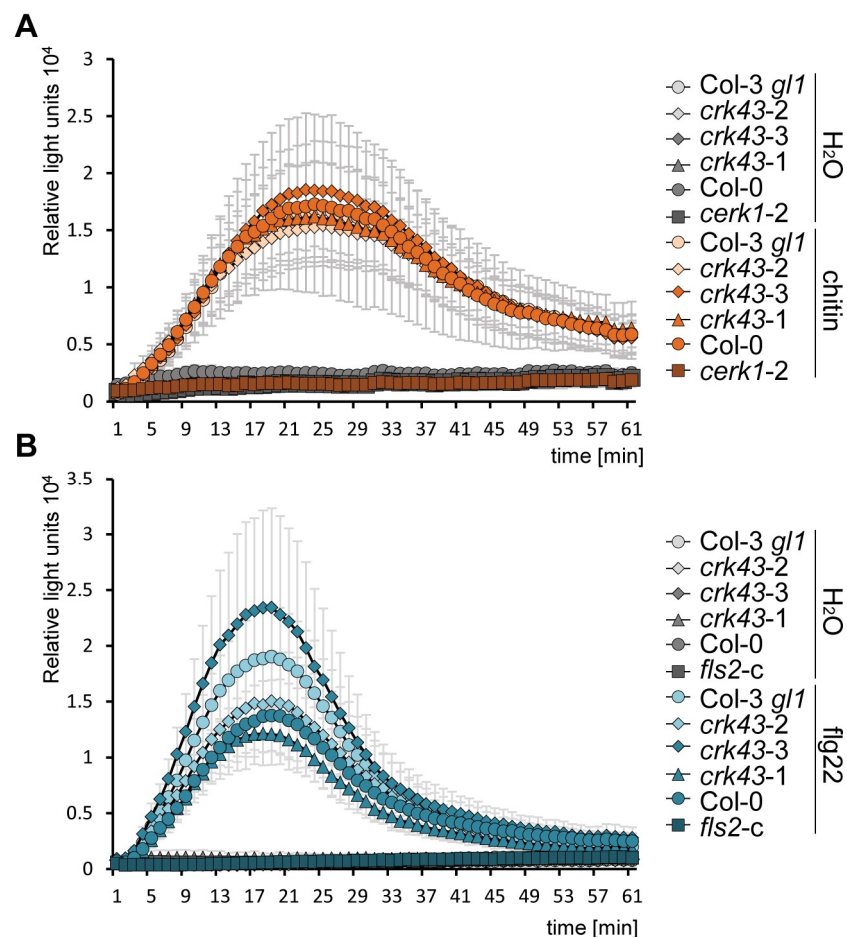 A
Relative light units 10⁴
3
2.5
2
1.5
1
0.5
0
1 5 9 13 17 21 25 29 33 37 41 45 49 53 57 61
time [min]
Col-3 gl1
crk43-2
crk43-3
crk43-1
Col-0
cerk1-2
H₂O
Col-3 gl1
crk43-2
crk43-3
crk43-1
Col-0
cerk1-2
chitin
B
Relative light units 10⁴
3.5
3
2.5
2
1.5
1
0.5
0
1 5 9 13 17 21 25 29 33 37 41 45 49 53 57 61
time [min]
Col-3 gl1
crk43-2
crk43-3
crk43-1
Col-0
fls2-c
H₂O
Col-3 gl1
crk43-2
crk43-3
crk43-1
Col-0
fls2-c
flg22